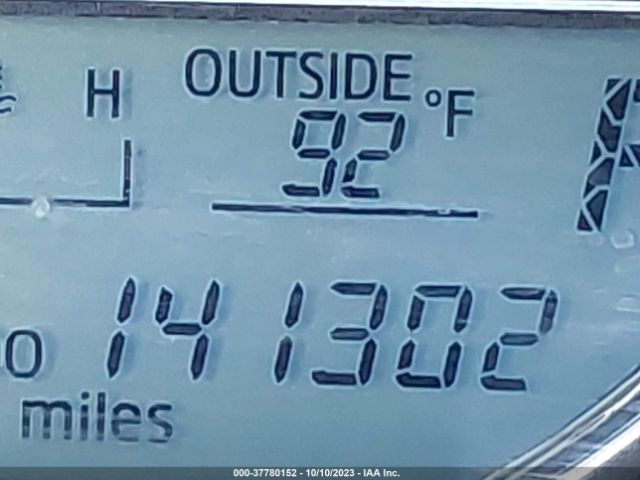 H OUTSIDE
92 °F
141302
miles
000-37780152 - 10/10/2023 - IAA Inc.